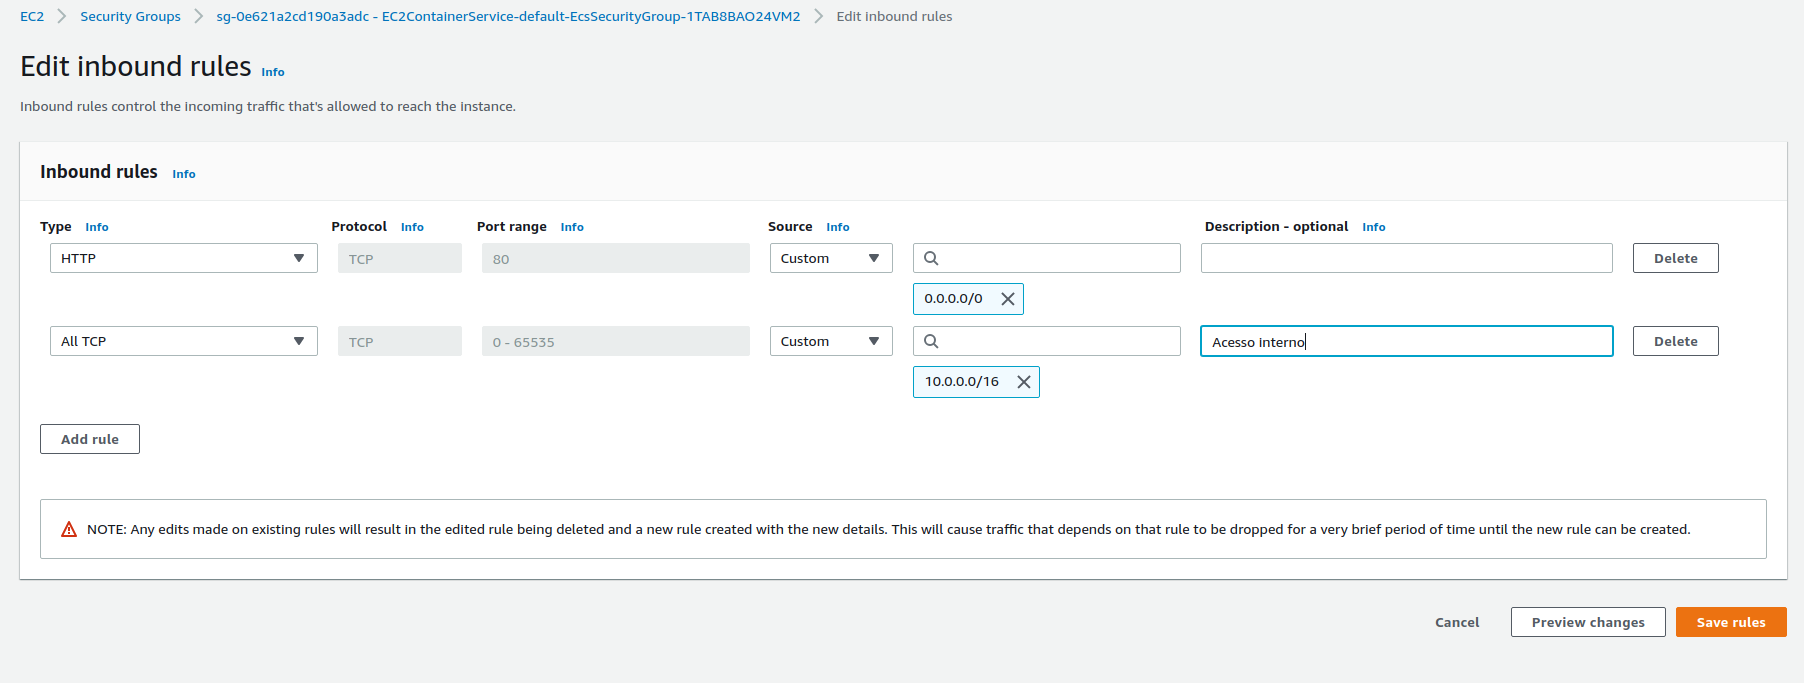 EC2 Security Groups sg-0e621a2cd190a3adc - EC2ContainerService-default-EcsSecurityGroup-1TAB8BAO24VM2 Edit inbound rules
Edit inbound rules Info
Inbound rules control the incoming traffic that's allowed to reach the instance.
Inbound rules Info
Type Info Protocol Info Port range Info Source Info Description - optional Info
HTTP TCP 80 Custom Delete
0.0.0.0/0
All TCP TCP 0 - 65535 Custom Acesso interno Delete
10.0.0.0/16
Add rule
NOTE: Any edits made on existing rules will result in the edited rule being deleted and a new rule created with the new details. This will cause traffic that depends on that rule to be dropped for a very brief period of time until the new rule can be created.
Cancel Preview changes Save rules